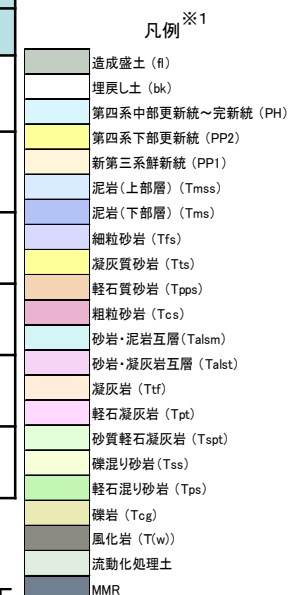 凡例※1
造成盛土 (fl)
埋戻し土 (bk)
第四系中部更新統～完新統 (PH)
第四系下部更新統 (PP2)
新第三系鮮新統 (PP1)
泥岩(上部層) (Tmss)
泥岩(下部層) (Tms)
細粒砂岩 (Tfs)
凝灰質砂岩 (Tts)
軽石質砂岩 (Tpps)
粗粒砂岩 (Tcs)
砂岩・泥岩互層(Talsm)
砂岩・凝灰岩互層 (Talst)
凝灰岩 (Ttf)
軽石凝灰岩 (Tpt)
砂質軽石凝灰岩 (Tspt)
礫混り砂岩(Tss)
軽石混り砂岩 (Tps)
礫岩 (Tcg)
風化岩 (T(w))
流動化処理土
MMR